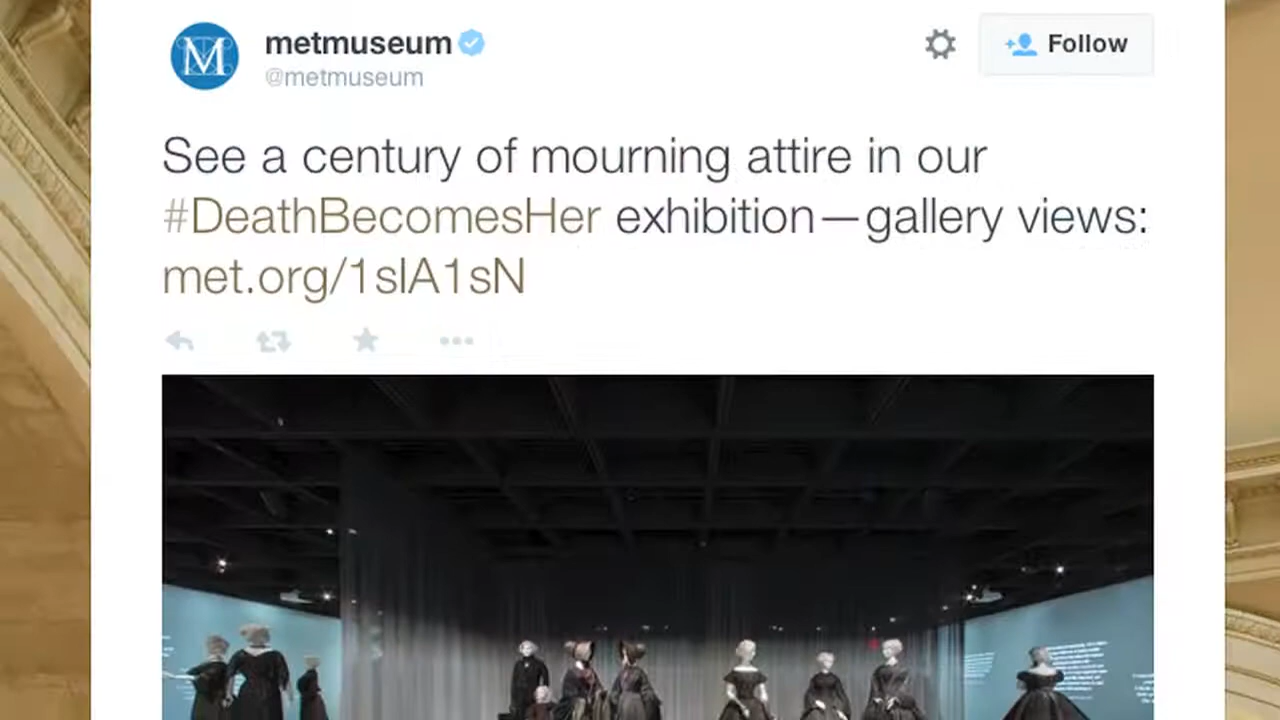 M
metmuseum
@metmuseum
Follow
See a century of mourning attire in our
#DeathBecomesHer exhibition—gallery views:
met.org/1slA1sN